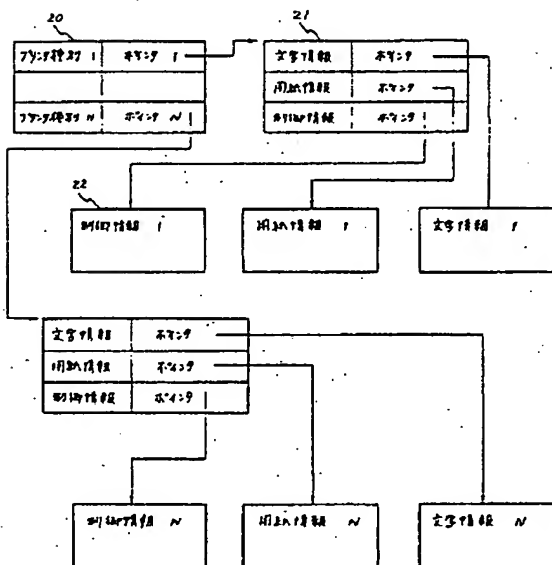 20
21
プリンタ種別 1 ポインタ 1
プリンタ種別 N ポインタ N
文字情報 ポインタ
用紙情報 ポインタ
制御情報 ポインタ
22
制御情報 1
用紙情報 1
文字情報 1
文字情報 ポインタ
用紙情報 ポインタ
制御情報 ポインタ
制御情報 N
用紙情報 N
文字情報 N